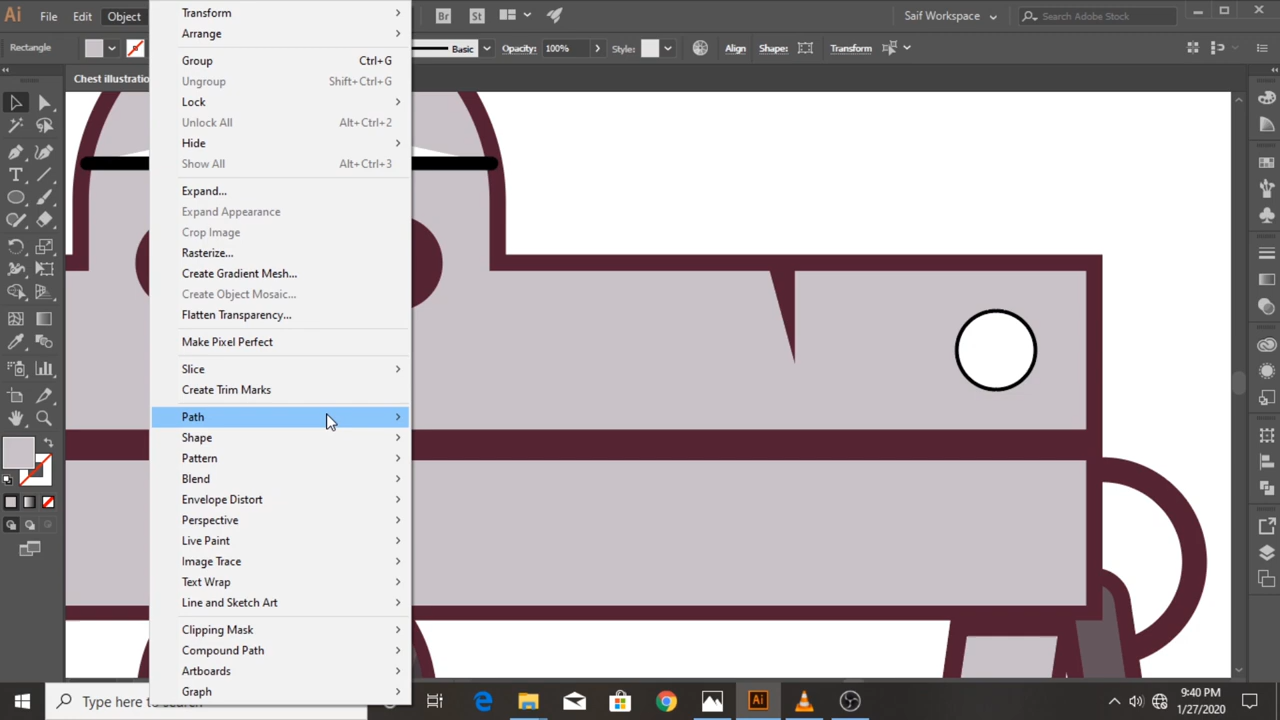 Ai File Edit Object Br St Saif Workspace Search Adobe Stock
Rectangle Basic Opacity: 100% Style: Align Shape: Transform
Chest illustratio
Transform
Arrange
Group Ctrl+G
Ungroup Shift+Ctrl+G
Lock
Unlock All Alt+Ctrl+2
Hide
Show All Alt+Ctrl+3
Expand...
Expand Appearance
Crop Image
Rasterize...
Create Gradient Mesh...
Create Object Mosaic...
Flatten Transparency...
Make Pixel Perfect
Slice
Create Trim Marks
Path
Shape
Pattern
Blend
Envelope Distort
Perspective
Live Paint
Image Trace
Text Wrap
Line and Sketch Art
Clipping Mask
Compound Path
Artboards
Graph
Type here to search
Ai
9:40 PM
1/27/2020